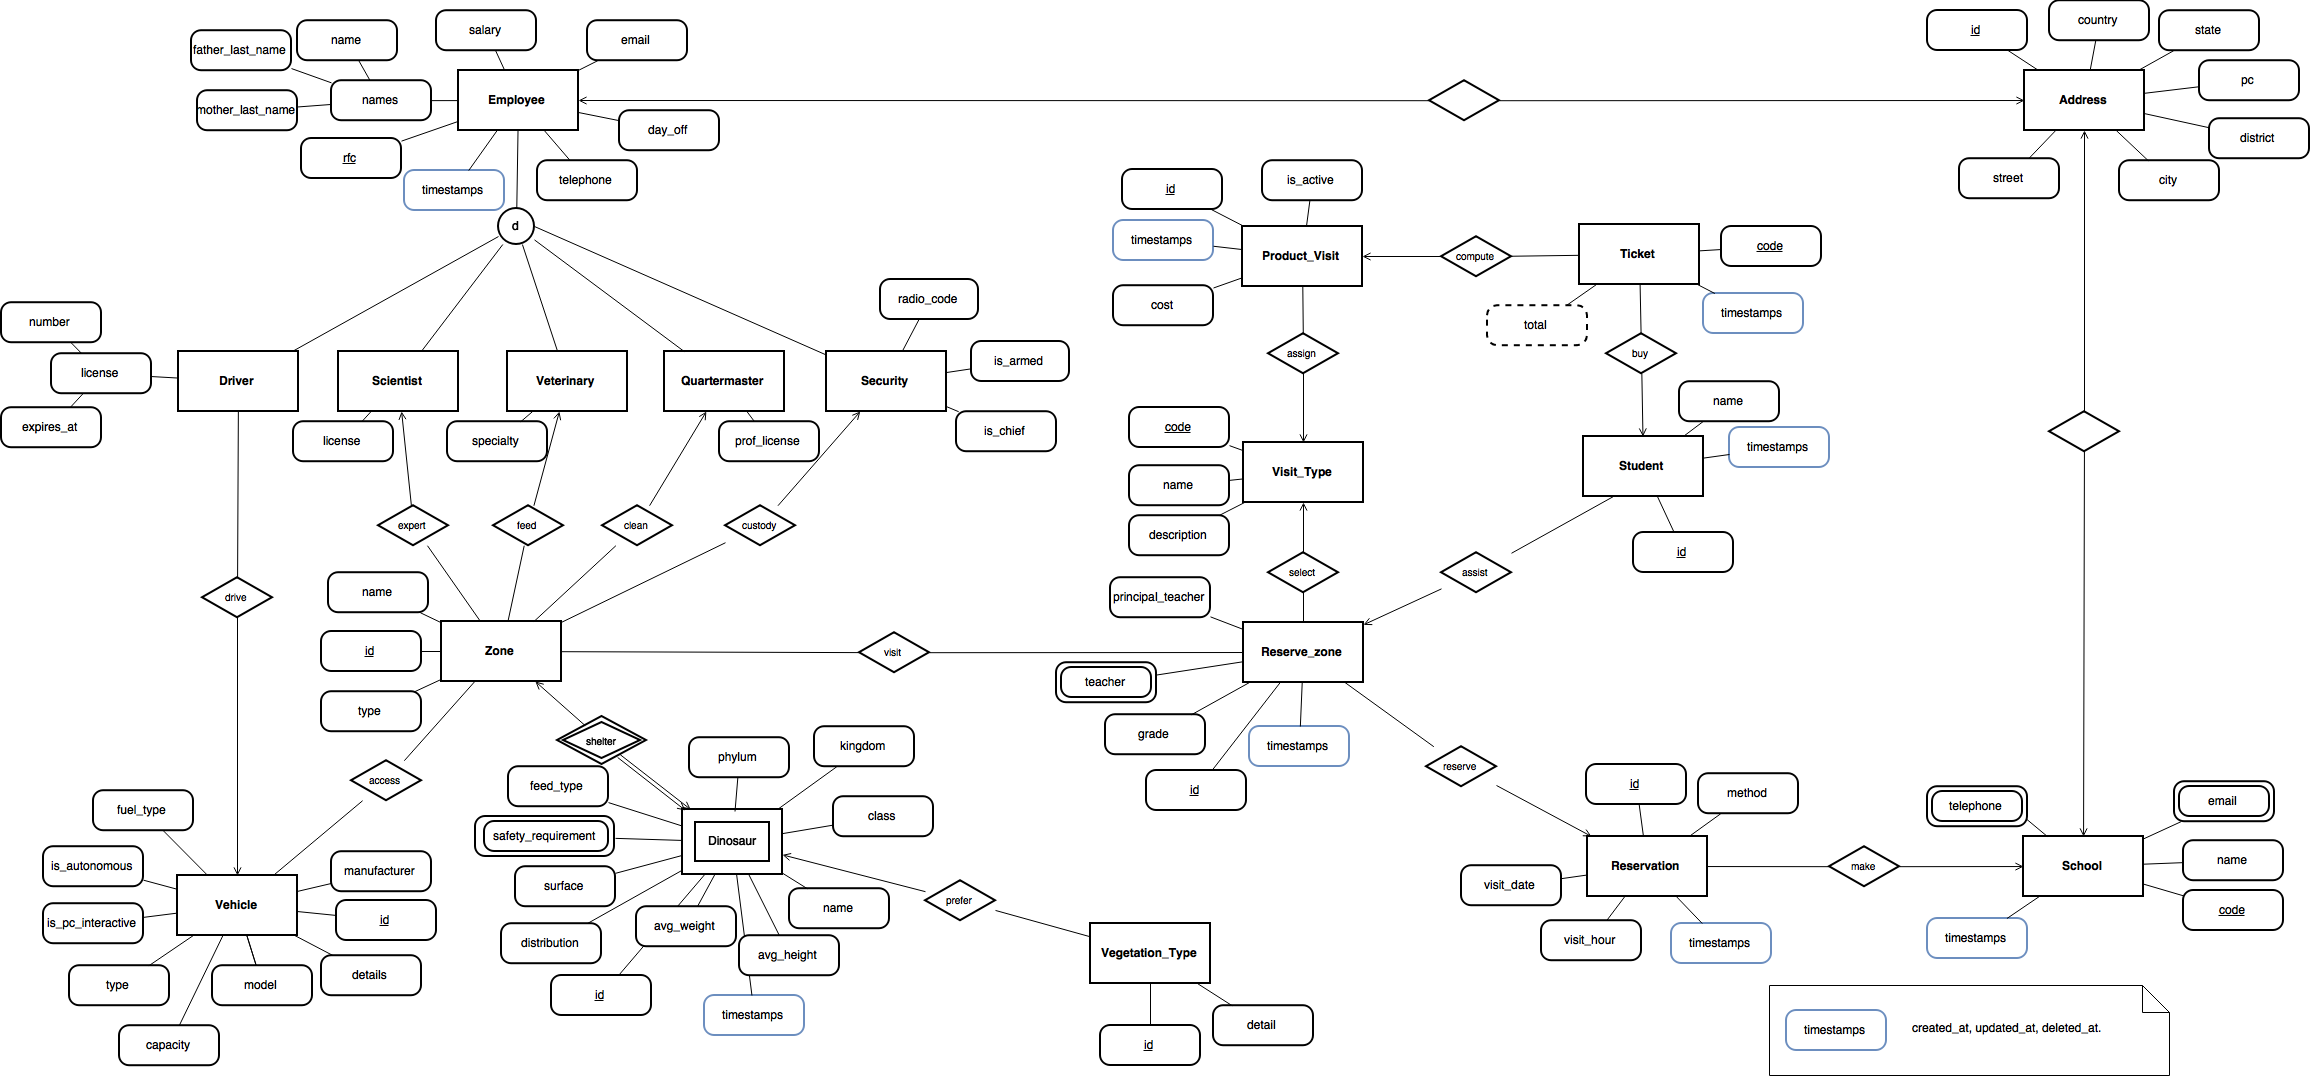 country
id
state
salary
name
email
father_last_name
pc
names
Employee
Address
mother_last_name
day_off
district
rfc
street
city
telephone
timestamps
id
is_active
d
timestamps
code
Product_Visit
compute
Ticket
radio_code
cost
timestamps
number
total
assign
buy
is_armed
license
Driver
Scientist
Veterinary
Quartermaster
Security
name
expires_at
license
specialty
prof_license
is_chief
code
timestamps
Visit_Type
Student
name
expert
feed
clean
custody
description
id
select
assist
name
drive
principal_teacher
id
Zone
visit
Reserve_zone
teacher
type
grade
timestamps
shelter
phylum
kingdom
reserve
access
feed_type
id
id
method
fuel_type
class
telephone
email
safety_requirement
Dinosaur
is_autonomous
manufacturer
Reservation
make
School
name
surface
visit_date
Vehicle
id
name
prefer
code
is_pc_interactive
avg_weight
distribution
visit_hour
timestamps
timestamps
avg_height
Vegetation_Type
type
model
details
id
timestamps
detail
capacity
id
timestamps
created_at, updated_at, deleted_at.